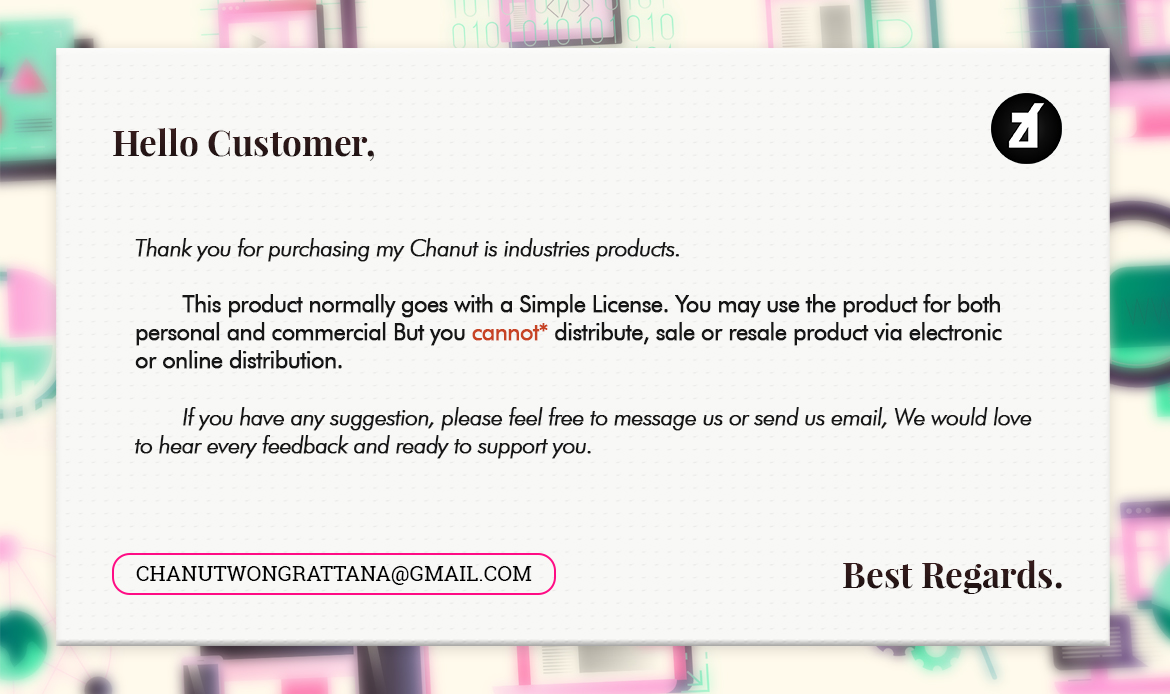 010 010101 010
</>
Hello Customer,
Thank you for purchasing my Chanut is industries products.
This product normally goes with a Simple License. You may use the product for both
personal and commercial But you cannot* distribute, sale or resale product via electronic
or online distribution.
If you have any suggestion, please feel free to message us or send us email, We would love
to hear every feedback and ready to support you.
CHANUTWONGRATTANA@GMAIL.COM
Best Regards.